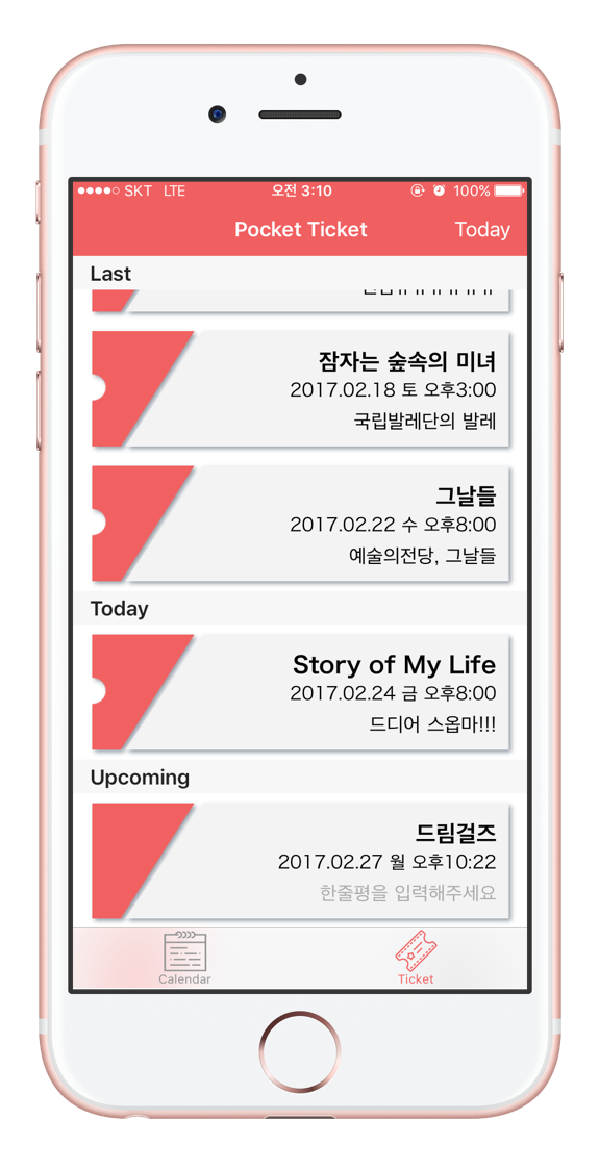 SKT LTE 오전 3:10 100%
Pocket Ticket Today
Last
잠자는 숲속의 미녀
2017.02.18 토 오후3:00
국립발레단의 발레
그날들
2017.02.22 수 오후8:00
예술의전당, 그날들
Today
Story of My Life
2017.02.24 금 오후8:00
드디어 스옵마!!!
Upcoming
드림걸즈
2017.02.27 월 오후10:22
한줄평을 입력해주세요
Calendar Ticket